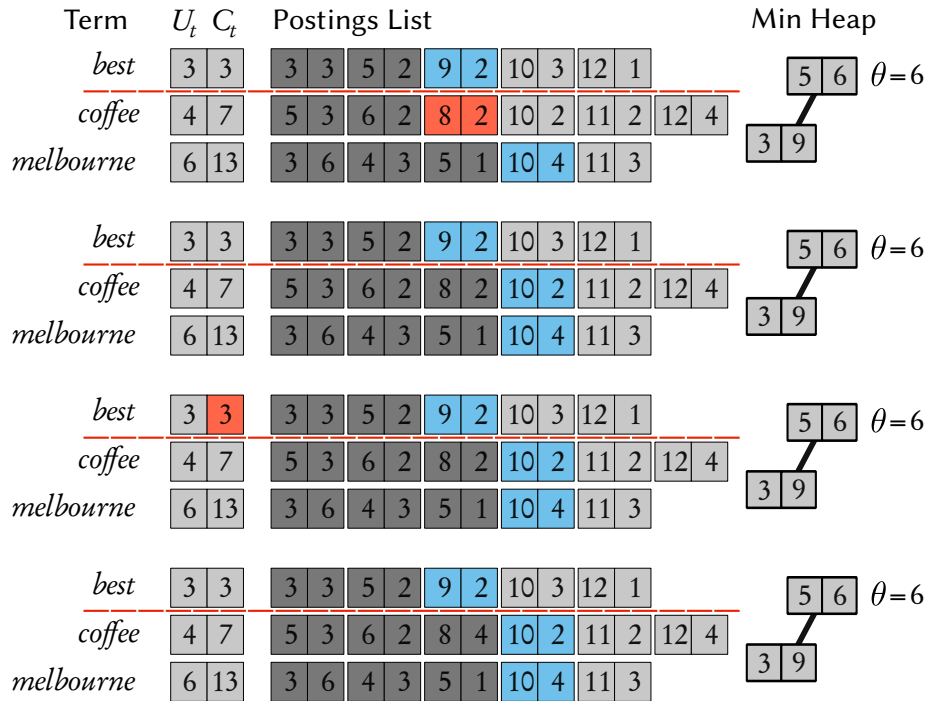 Term U_t C_t Postings List Min Heap
best 3 3 3 3 5 2 9 2 10 3 12 1 5 6 θ=6
coffee 4 7 5 3 6 2 8 2 10 2 11 2 12 4 3 9
melbourne 6 13 3 6 4 3 5 1 10 4 11 3
best 3 3 3 3 5 2 9 2 10 3 12 1 5 6 θ=6
coffee 4 7 5 3 6 2 8 2 10 2 11 2 12 4 3 9
melbourne 6 13 3 6 4 3 5 1 10 4 11 3
best 3 3 3 3 5 2 9 2 10 3 12 1 5 6 θ=6
coffee 4 7 5 3 6 2 8 2 10 2 11 2 12 4 3 9
melbourne 6 13 3 6 4 3 5 1 10 4 11 3
best 3 3 3 3 5 2 9 2 10 3 12 1 5 6 θ=6
coffee 4 7 5 3 6 2 8 4 10 2 11 2 12 4 3 9
melbourne 6 13 3 6 4 3 5 1 10 4 11 3